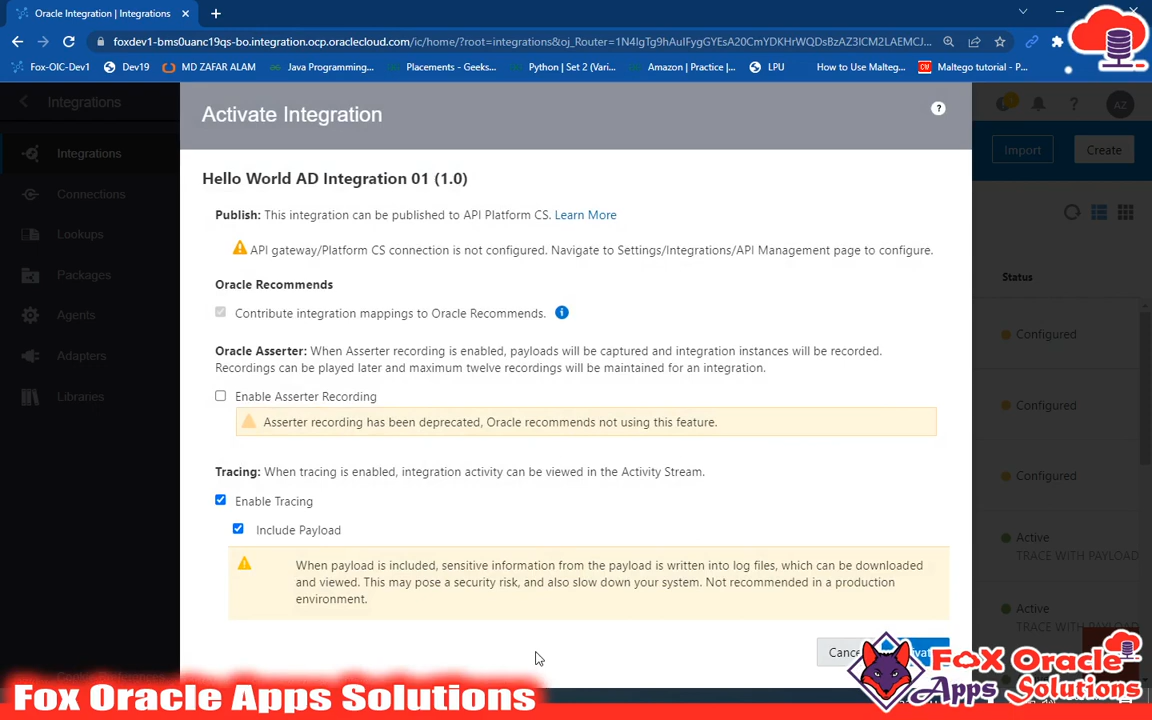 Oracle Integration | Integrations
foxdev1-bms0uanc19qs-bo.integration.ocp.oraclecloud.com/ic/home/?root=integrations&oj_Router=1N4IgTg9hAuIFygGYEsA20CmYDKHrWQDsBzAZ3ICM2LAEMCJ...
Fox-OIC-Dev1 Dev19 MD ZAFAR ALAM Java Programming,... Placements - Geeks... Python | Set 2 (Vari... Amazon | Practice |... LPU How to Use Malteg... Maltego tutorial - P...
Integrations
Activate Integration
?
1
?
AZ
Integrations
Connections
Lookups
Packages
Agents
Adapters
Libraries
Import
Create
Hello World AD Integration 01 (1.0)
Publish: This integration can be published to API Platform CS. Learn More
API gateway/Platform CS connection is not configured. Navigate to Settings/Integrations/API Management page to configure.
Oracle Recommends
Contribute integration mappings to Oracle Recommends.
Oracle Asserter: When Asserter recording is enabled, payloads will be captured and integration instances will be recorded.
Recordings can be played later and maximum twelve recordings will be maintained for an integration.
Enable Asserter Recording
Asserter recording has been deprecated, Oracle recommends not using this feature.
Tracing: When tracing is enabled, integration activity can be viewed in the Activity Stream.
Enable Tracing
Include Payload
When payload is included, sensitive information from the payload is written into log files, which can be downloaded
and viewed. This may pose a security risk, and also slow down your system. Not recommended in a production
environment.
Status
Configured
Configured
Configured
Active
TRACE WITH PAYLOAD
Active
TRACE WITH PAYLOAD
Cance
Fox Oracle Apps Solutions
FOX Oracle
Apps Solutions